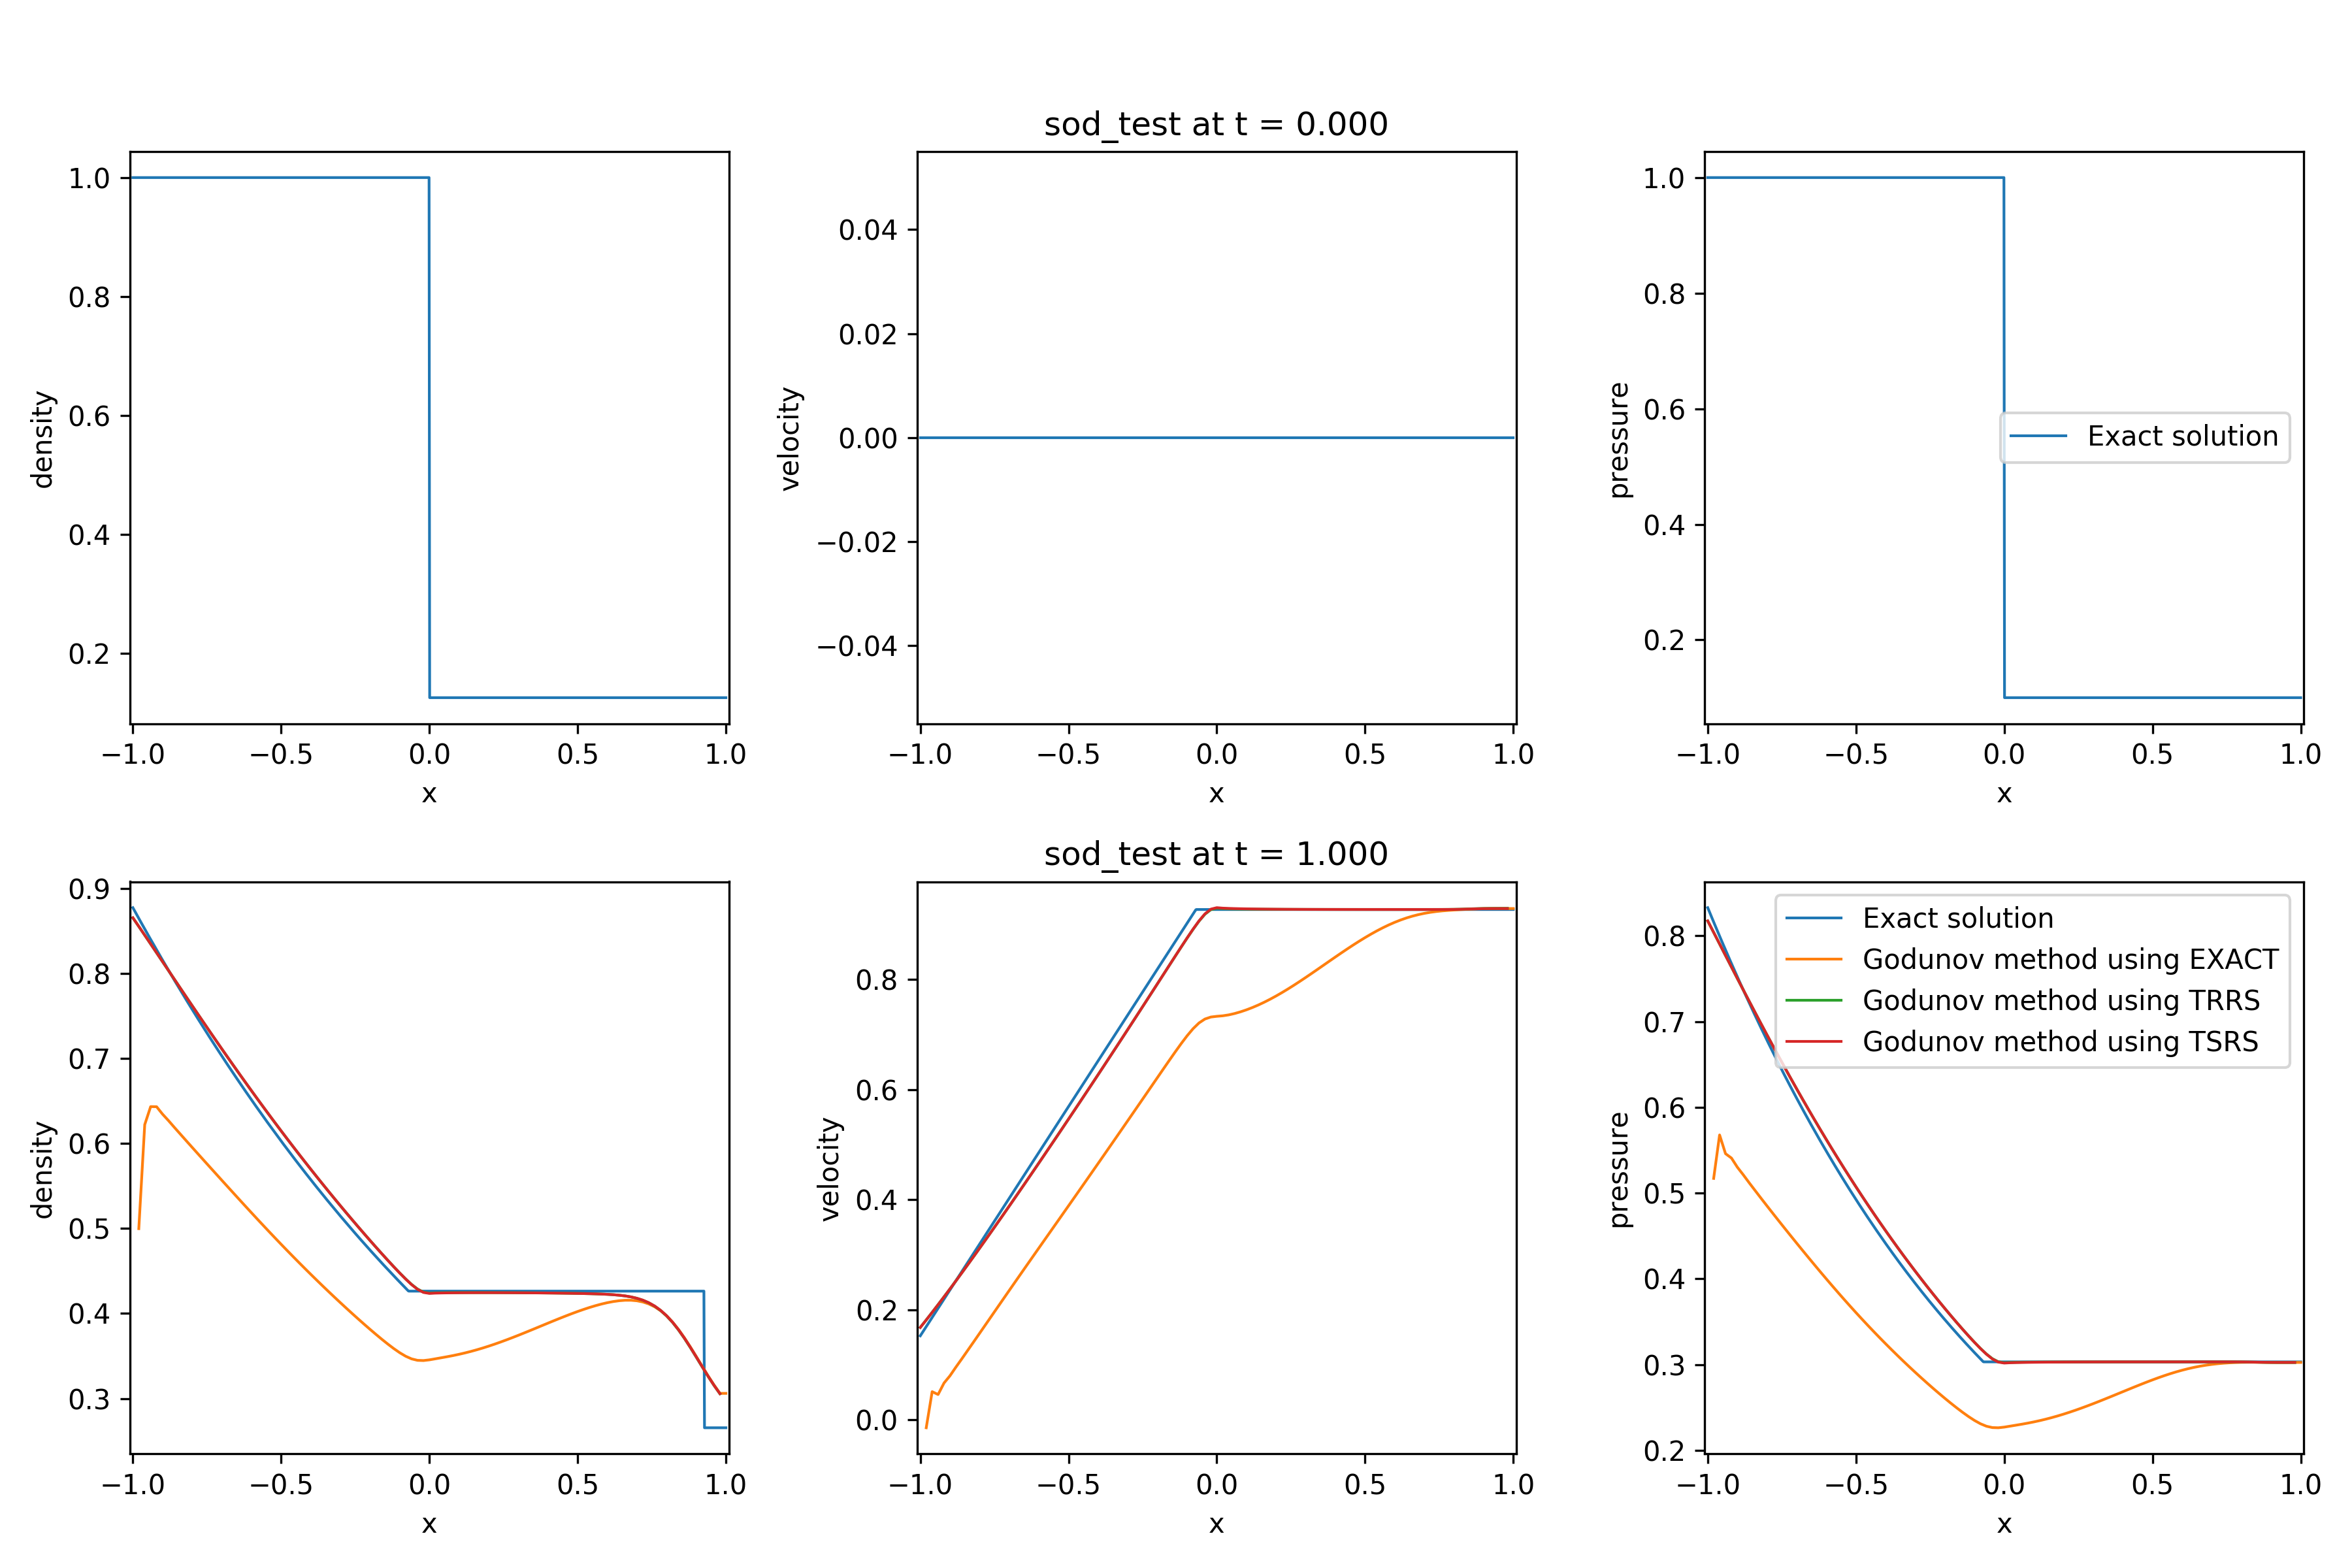 sod_test at t = 0.000
1.0
0.8
0.6
0.4
0.2
density
−1.0 −0.5 0.0 0.5 1.0
x
0.04
0.02
0.00
−0.02
−0.04
velocity
−1.0 −0.5 0.0 0.5 1.0
x
1.0
0.8
0.6
0.4
0.2
pressure
Exact solution
−1.0 −0.5 0.0 0.5 1.0
x
sod_test at t = 1.000
0.9
0.8
0.7
0.6
0.5
0.4
0.3
density
−1.0 −0.5 0.0 0.5 1.0
x
0.8
0.6
0.4
0.2
0.0
velocity
−1.0 −0.5 0.0 0.5 1.0
x
0.8
0.7
0.6
0.5
0.4
0.3
0.2
pressure
Exact solution
Godunov method using EXACT
Godunov method using TRRS
Godunov method using TSRS
−1.0 −0.5 0.0 0.5 1.0
x